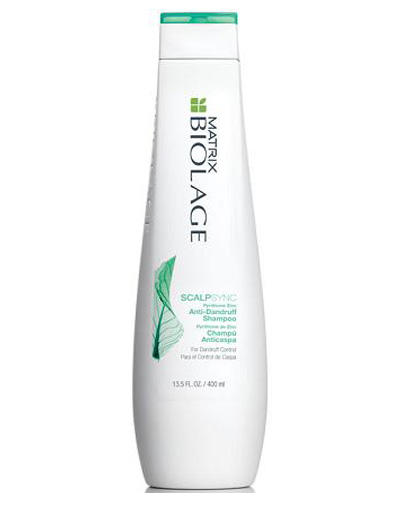 MATRIX
BIOLAGE
SCALPSYNC
Pyrithione Zinc
Anti-Dandruff
Shampoo
Pyrithione de Zinc
Champú
Anticaspa
For Dandruff Control
Para el Control de Caspa
13.5 FL. OZ. / 400 ml